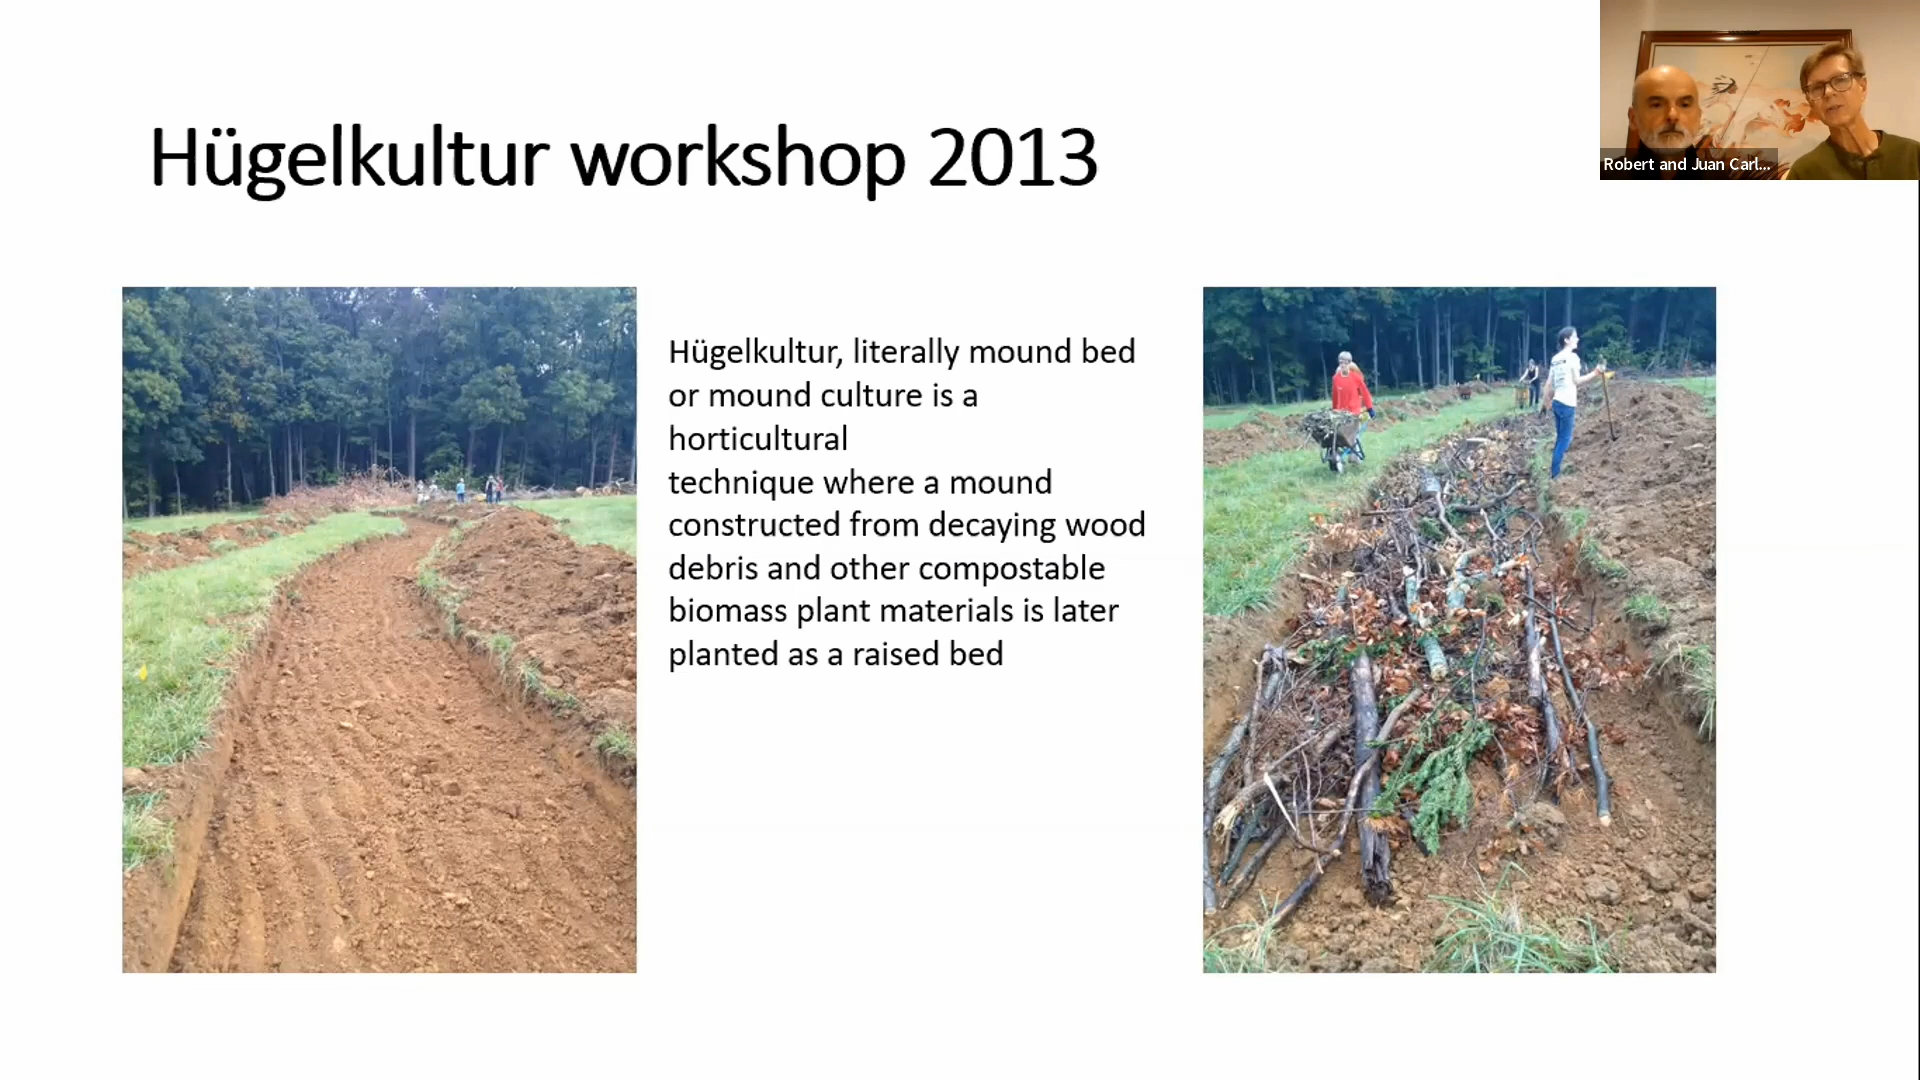 Hügelkultur workshop 2013
Robert and Juan Carl...
Hügelkultur, literally mound bed
or mound culture is a
horticultural
technique where a mound
constructed from decaying wood
debris and other compostable
biomass plant materials is later
planted as a raised bed